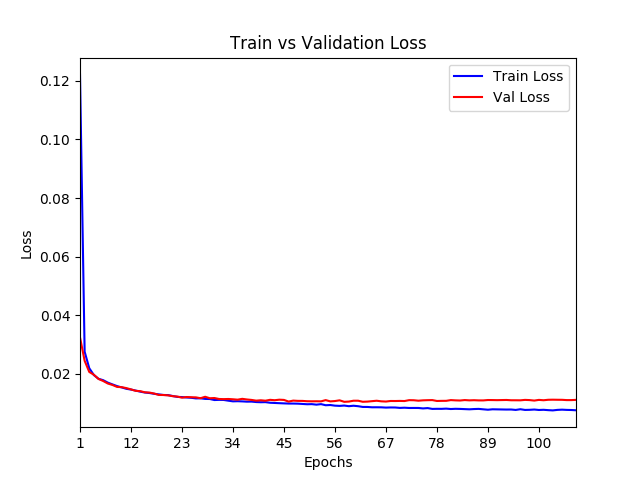 Train vs Validation Loss
Train Loss
Val Loss
0.12
0.10
0.08
0.06
0.04
0.02
Loss
1 12 23 34 45 56 67 78 89 100
Epochs